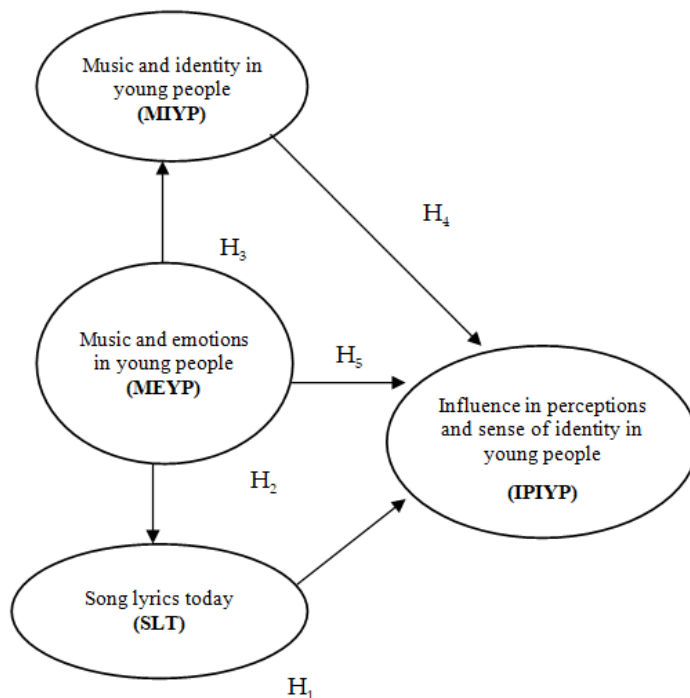 Music and identity in
young people
(MIYP)
H₄
H₃
Music and emotions
in young people
(MEYP)
H₅
Influence in perceptions
and sense of identity in
young people
(IPIYP)
H₂
Song lyrics today
(SLT)
H₁